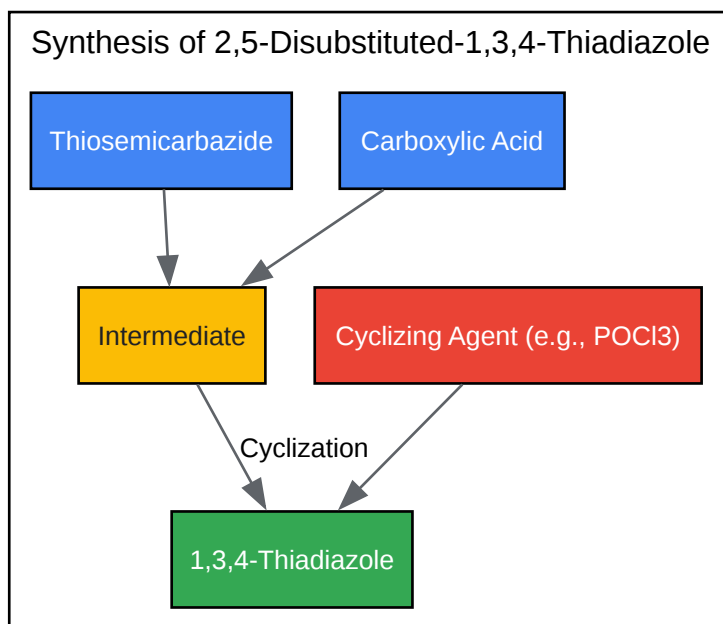 Synthesis of 2,5-Disubstituted-1,3,4-Thiadiazole
Thiosemicarbazide
Carboxylic Acid
Intermediate
Cyclizing Agent (e.g., POCl3)
Cyclization
1,3,4-Thiadiazole